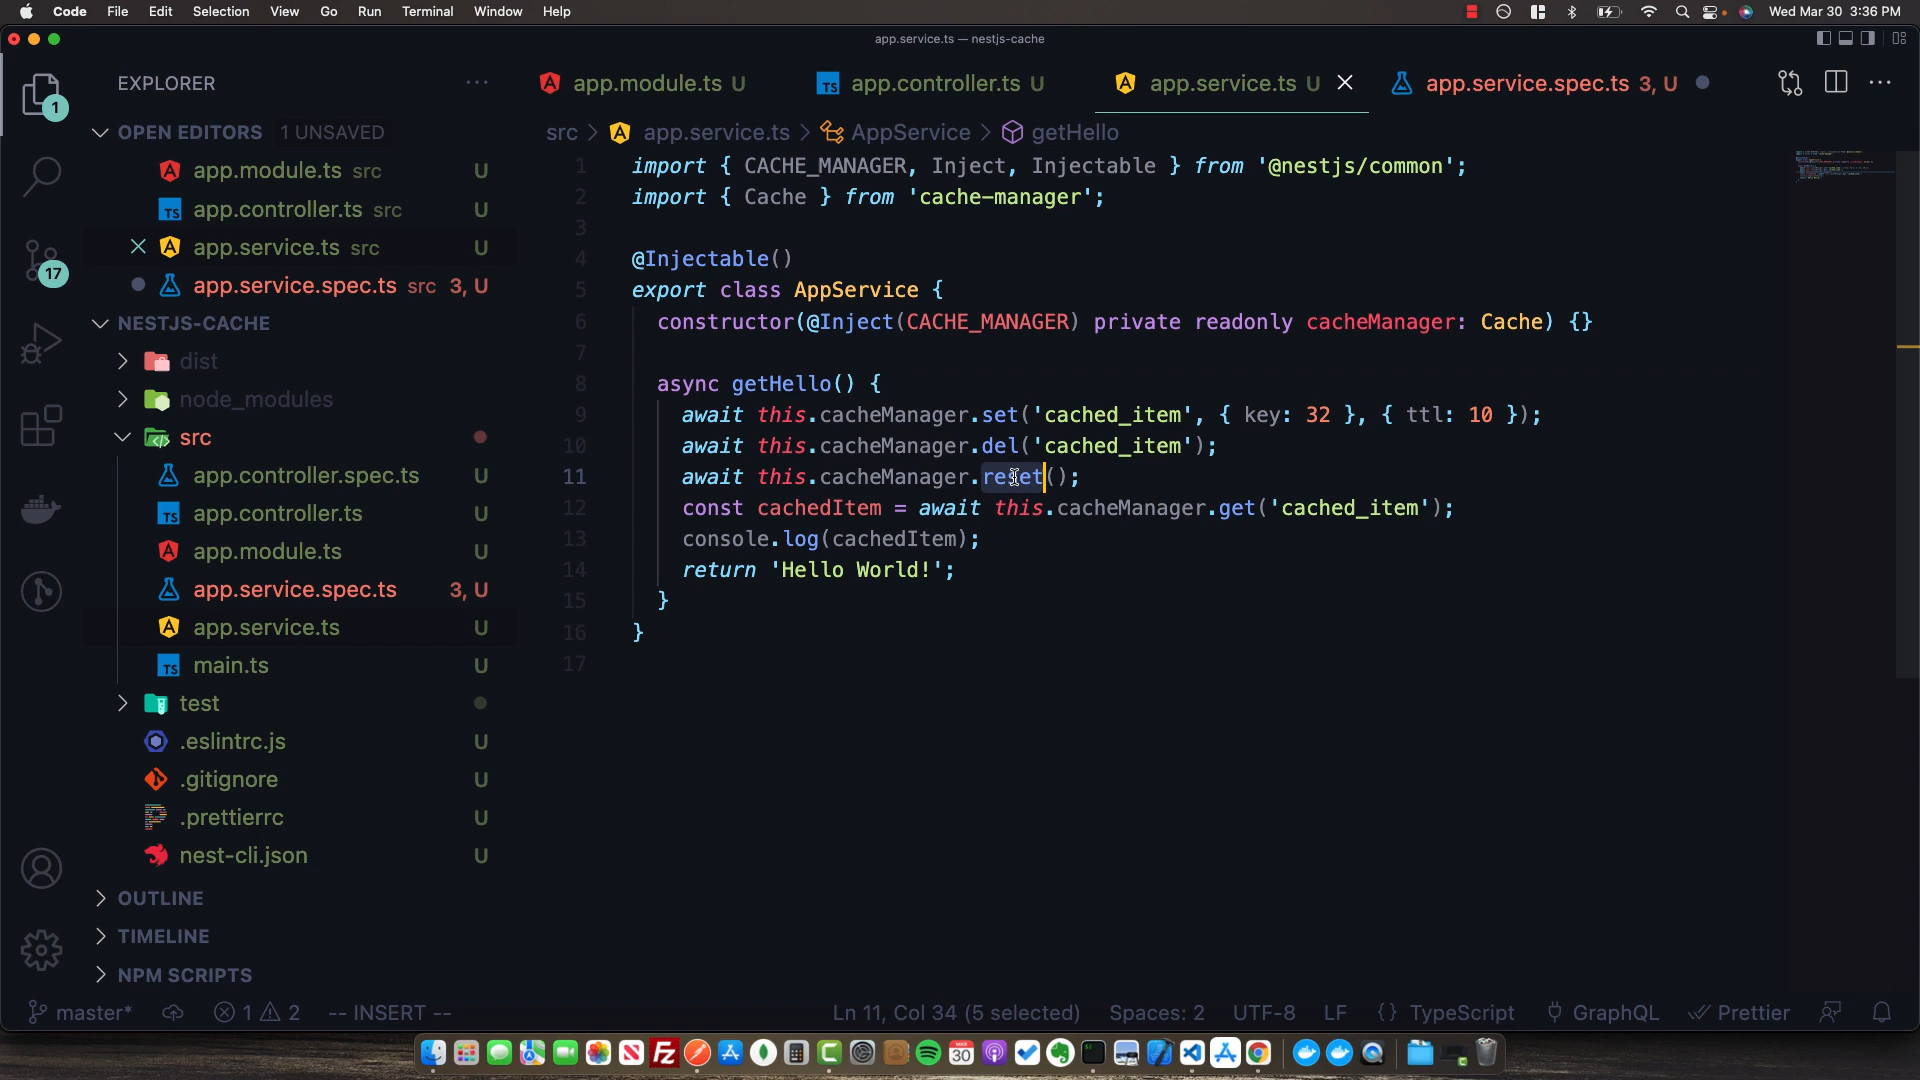 Code File Edit Selection View Go Run Terminal Window Help Wed Mar 30 3:36 PM
app.service.ts — nestjs-cache
EXPLORER
app.module.ts U app.controller.ts U app.service.ts U app.service.spec.ts 3, U
1
OPEN EDITORS 1 UNSAVED
src > app.service.ts > AppService > getHello
app.module.ts src U
app.controller.ts src U
app.service.ts src U
app.service.spec.ts src 3, U
17
NESTJS-CACHE
dist
node_modules
src
app.controller.spec.ts U
app.controller.ts U
app.module.ts U
app.service.spec.ts 3, U
app.service.ts U
main.ts U
test
.eslintrc.js U
.gitignore U
.prettierrc U
nest-cli.json U
OUTLINE
TIMELINE
NPM SCRIPTS
1 import { CACHE_MANAGER, Inject, Injectable } from '@nestjs/common';
2 import { Cache } from 'cache-manager';
3
4 @Injectable()
5 export class AppService {
6 constructor(@Inject(CACHE_MANAGER) private readonly cacheManager: Cache) {}
7
8 async getHello() {
9 await this.cacheManager.set('cached_item', { key: 32 }, { ttl: 10 });
10 await this.cacheManager.del('cached_item');
11 await this.cacheManager.reset();
12 const cachedItem = await this.cacheManager.get('cached_item');
13 console.log(cachedItem);
14 return 'Hello World!';
15 }
16 }
17
master* 1 2 -- INSERT -- Ln 11, Col 34 (5 selected) Spaces: 2 UTF-8 LF {} TypeScript GraphQL Prettier
MAR 30